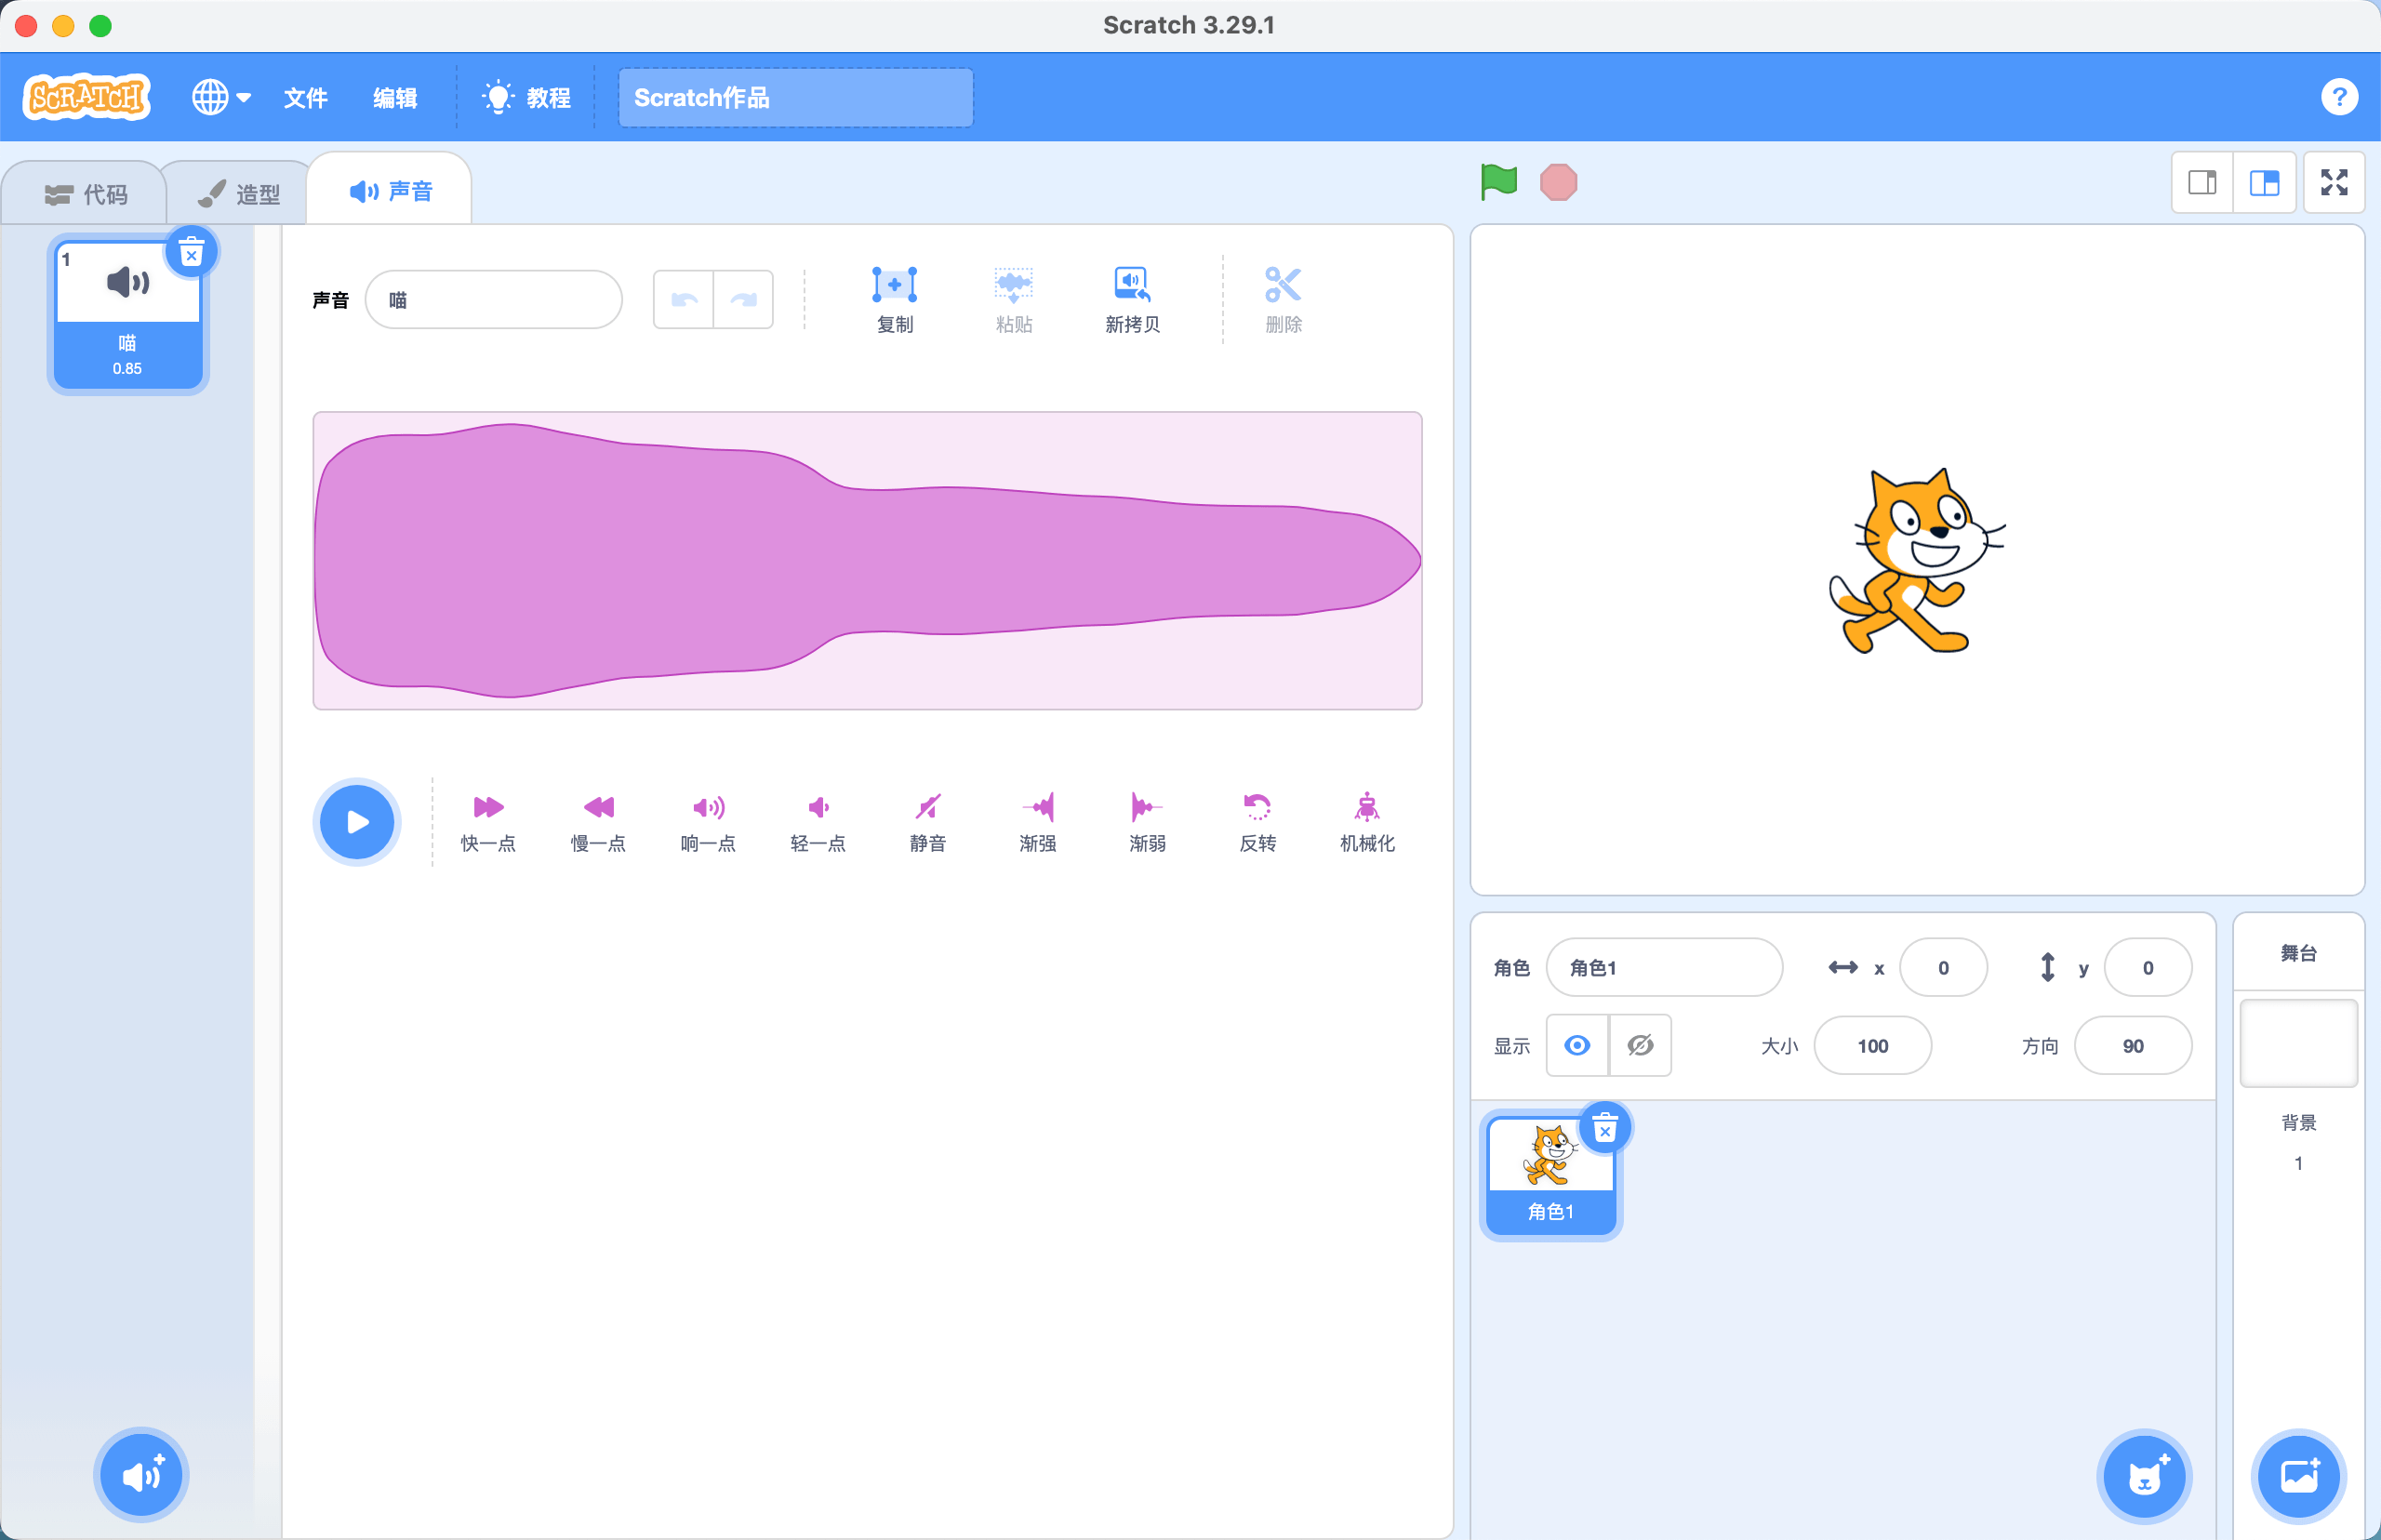 Scratch 3.29.1
SCRATCH
文件
编辑
教程
Scratch作品
?
代码
造型
声音
1
喵
0.85
声音
喵
复制
粘贴
新拷贝
删除
快一点
慢一点
响一点
轻一点
静音
渐强
渐弱
反转
机械化
角色
角色1
x
0
y
0
显示
大小
100
方向
90
角色1
舞台
背景
1